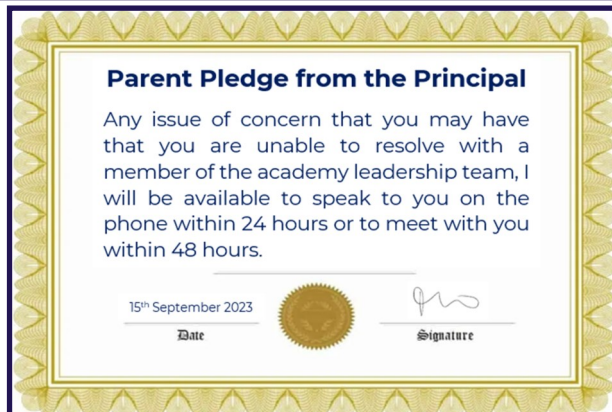 Parent Pledge from the Principal
Any issue of concern that you may have
that you are unable to resolve with a
member of the academy leadership team, I
will be available to speak to you on the
phone within 24 hours or to meet with you
within 48 hours.
15th September 2023
Date
Signature